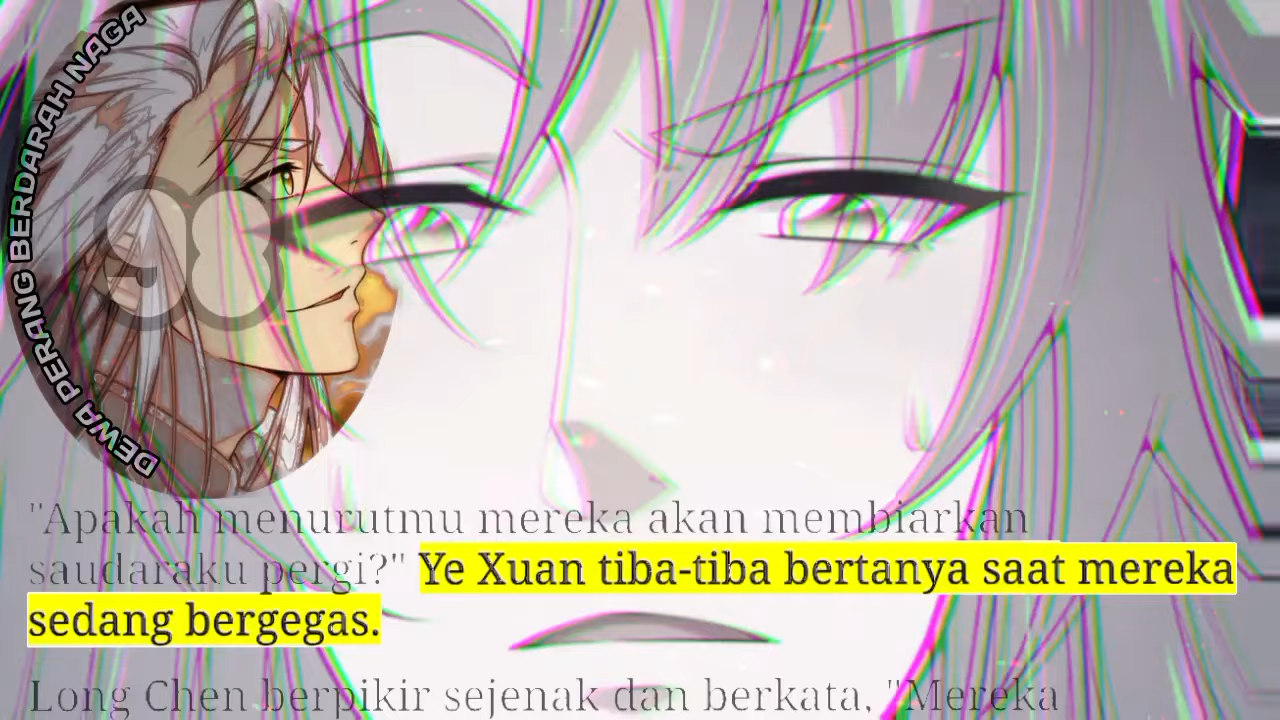 DEWA PERANG BERDARAH NAGA
98
"Apakah menurutmu mereka akan membiarkan
saudaraku pergi?" Ye Xuan tiba-tiba bertanya saat mereka
sedang bergegas.
Long Chen berpikir sejenak dan berkata, "Mereka